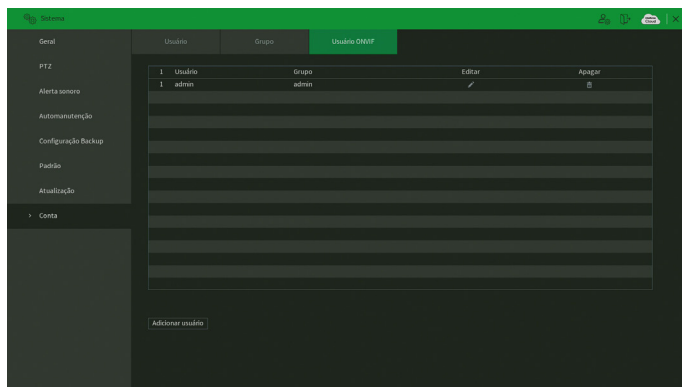 Sistema
Geral
Usuário Grupo Usuário ONVIF
PTZ
1 Usuário Grupo Editar Apagar
1 admin admin
Alerta sonoro
Automanutenção
Configuração Backup
Padrão
Atualização
> Conta
Adicionar usuário